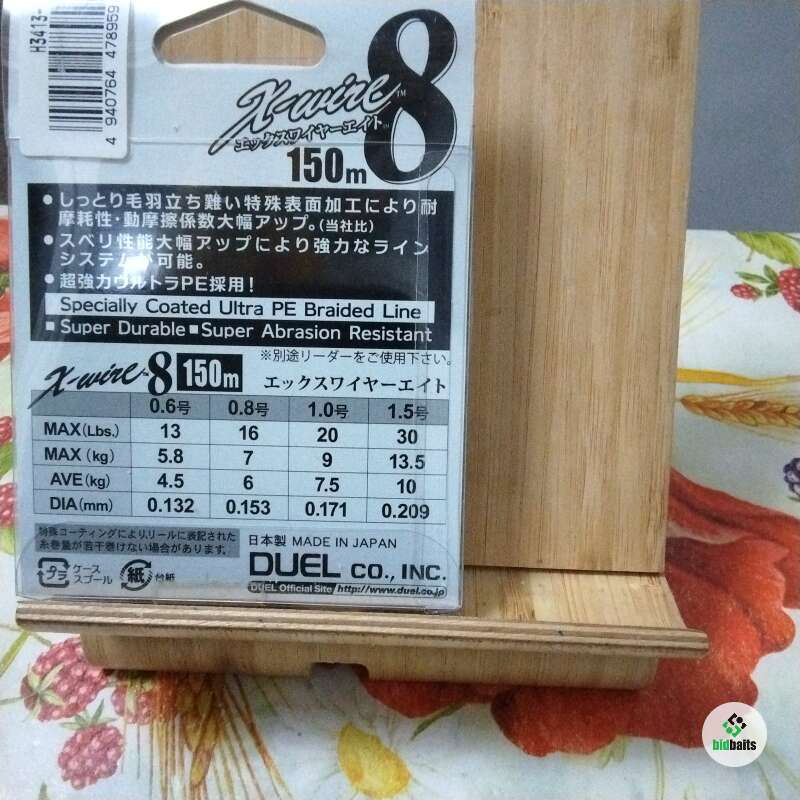 H3413-
4 940764 478959
X-wire 8™
エックスワイヤーエイト™
150m
● しっとり毛羽立ち難い特殊表面加工により耐
摩耗性・動摩擦係数大幅アップ。(当社比)
● スベリ性能大幅アップにより強力なライン
システムが可能。
● 超強力ウルトラPE採用!
Specially Coated Ultra PE Braided Line
■ Super Durable ■ Super Abrasion Resistant
※別途リーダーをご使用下さい。
X-wire™ 8 150m エックスワイヤーエイト
0.6号 0.8号 1.0号 1.5号
MAX(Lbs.) 13 16 20 30
MAX (kg) 5.8 7 9 13.5
AVE (kg) 4.5 6 7.5 10
DIA (mm) 0.132 0.153 0.171 0.209
特殊コーティングにより、リールに表記された
糸巻量が若干巻けない場合があります。
日本製 MADE IN JAPAN
DUEL CO., INC.
DUEL Official Site http://www.duel.co.jp
プラ ケース
スプール
紙 台紙
bidbaits